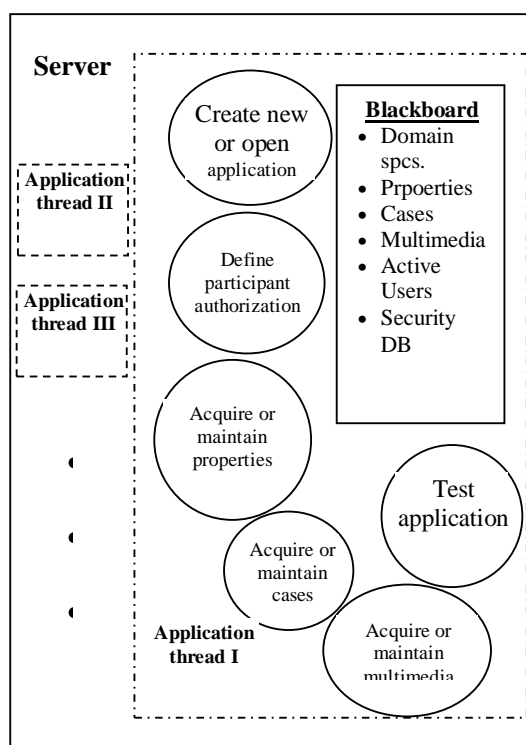 Server
Application
thread II
Application
thread III
Create new
or open
application
Define
participant
authorization
Acquire or
maintain
properties
Acquire or
maintain
cases
Application
thread I
Acquire or
maintain
multimedia
Test
application
Blackboard
• Domain
spcs.
• Prpoerties
• Cases
• Multimedia
• Active
Users
• Security
DB